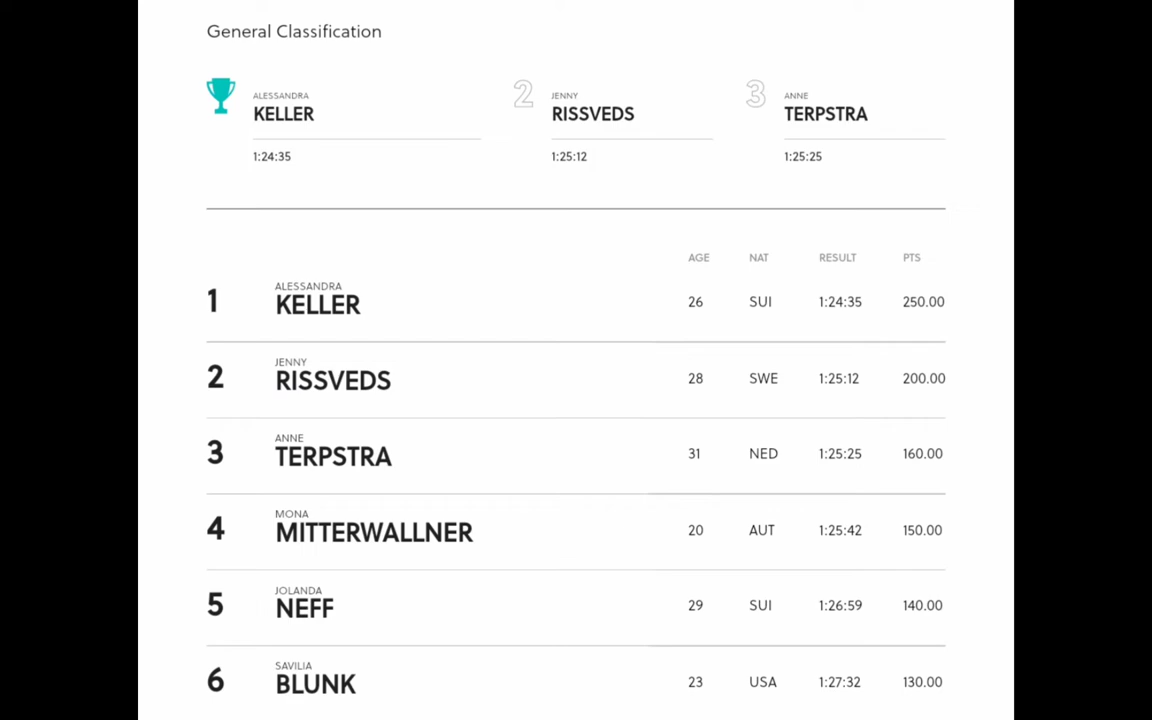 General Classification
ALESSANDRA
KELLER
1:24:35
2
JENNY
RISSVEDS
1:25:12
3
ANNE
TERPSTRA
1:25:25
AGE NAT RESULT PTS
1 ALESSANDRA
KELLER 26 SUI 1:24:35 250.00
2 JENNY
RISSVEDS 28 SWE 1:25:12 200.00
3 ANNE
TERPSTRA 31 NED 1:25:25 160.00
4 MONA
MITTERWALLNER 20 AUT 1:25:42 150.00
5 JOLANDA
NEFF 29 SUI 1:26:59 140.00
6 SAVILIA
BLUNK 23 USA 1:27:32 130.00